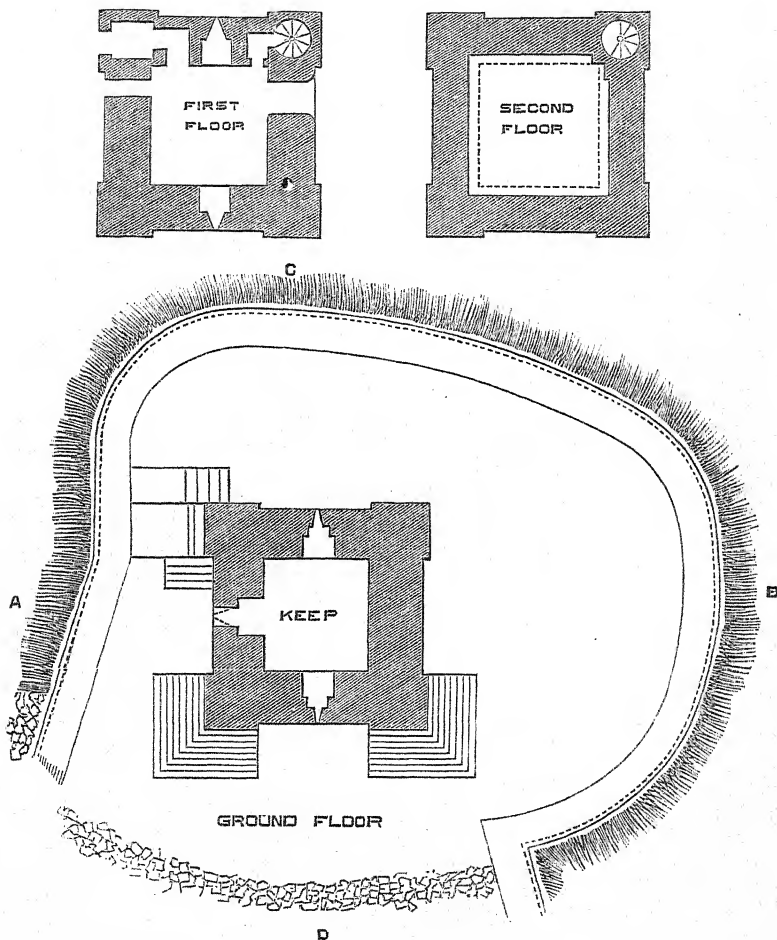 FIRST
FLOOR
SECOND
FLOOR
C
A
B
KEEP
GROUND FLOOR
D